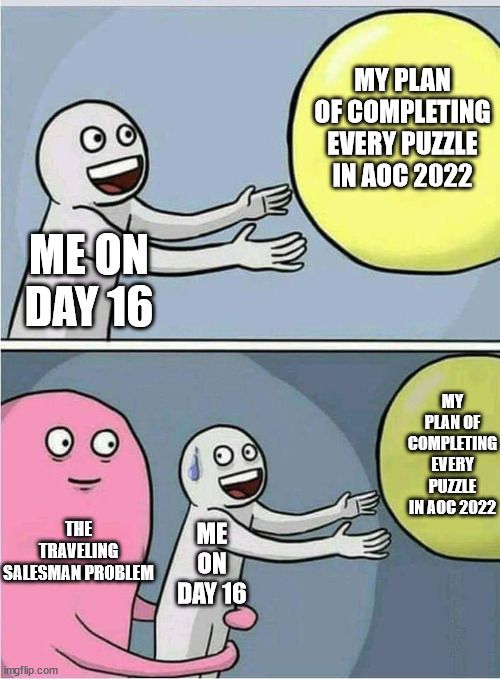 MY PLAN
OF COMPLETING
EVERY PUZZLE
IN AOC 2022
ME ON
DAY 16
MY
PLAN OF
COMPLETING
EVERY
PUZZLE
IN AOC 2022
THE
TRAVELING
SALESMAN PROBLEM
ME
ON
DAY 16
imgflip.com